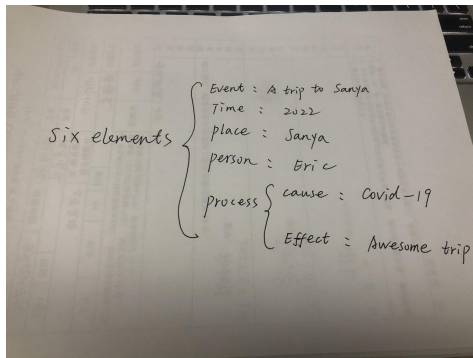 Event : A trip to Sanya
Time : 2022
Six elements
place : Sanya
person : Eric
process
cause : Covid-19
Effect : Awesome trip